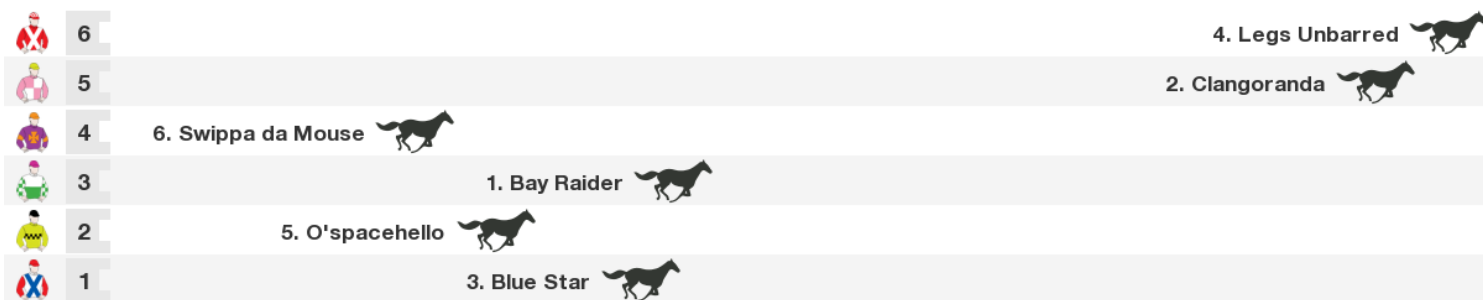 6 4. Legs Unbarred
5 2. Clangoranda
4 6. Swippa da Mouse
3 1. Bay Raider
2 5. O'spacehello
1 3. Blue Star